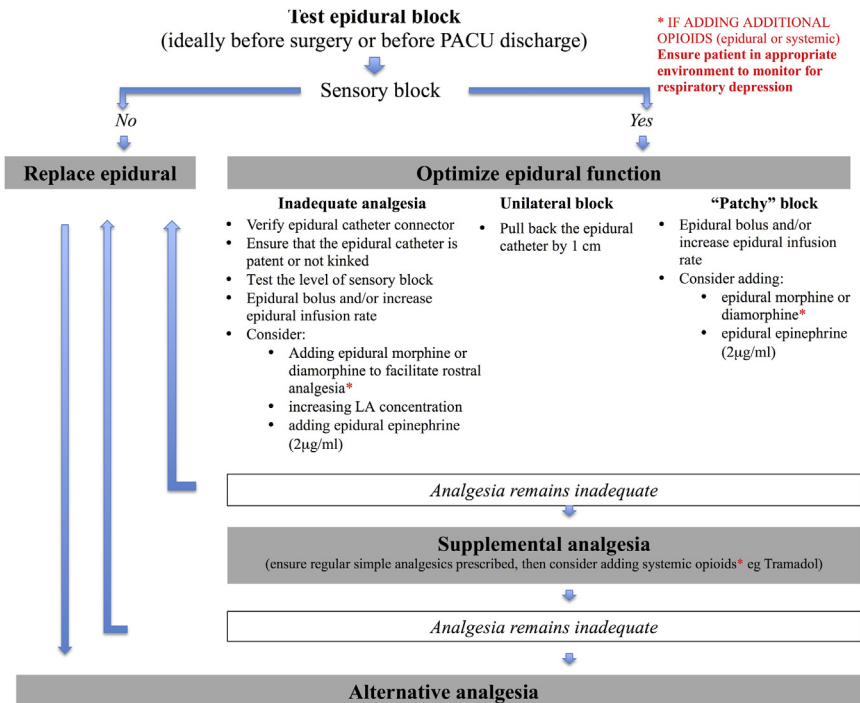 Test epidural block
(ideally before surgery or before PACU discharge)
* IF ADDING ADDITIONAL
OPIOIDS (epidural or systemic)
Ensure patient in appropriate
environment to monitor for
respiratory depression
Sensory block
No
Yes
Replace epidural
Optimize epidural function
Inadequate analgesia
• Verify epidural catheter connector
• Ensure that the epidural catheter is
patent or not kinked
• Test the level of sensory block
• Epidural bolus and/or increase
epidural infusion rate
• Consider:
• Adding epidural morphine or
diamorphine to facilitate rostral
analgesia*
• increasing LA concentration
• adding epidural epinephrine
(2μg/ml)
Unilateral block
• Pull back the epidural
catheter by 1 cm
“Patchy” block
• Epidural bolus and/or
increase epidural infusion
rate
• Consider adding:
• epidural morphine or
diamorphine*
• epidural epinephrine
(2μg/ml)
Analgesia remains inadequate
Supplemental analgesia
(ensure regular simple analgesics prescribed, then consider adding systemic opioids* eg Tramadol)
Analgesia remains inadequate
Alternative analgesia